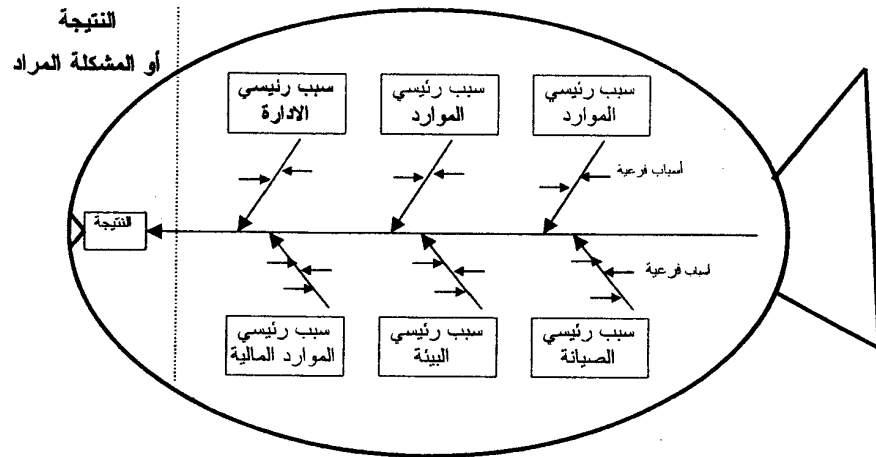 النتيجة
أو المشكلة المراد
سبب رئيسي
الموارد
سبب رئيسي
الموارد
سبب رئيسي
الادارة
أسباب فرعية
النتيجة
أسباب فرعية
سبب رئيسي
الصيانة
سبب رئيسي
البيئة
سبب رئيسي
الموارد المالية